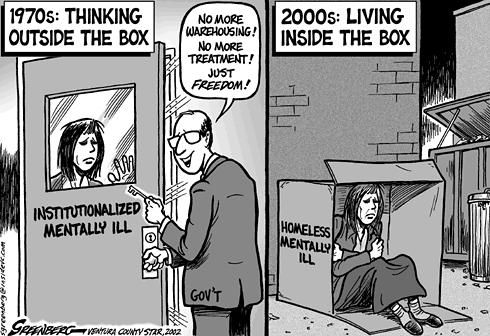 1970s: THINKING
OUTSIDE THE BOX
NO MORE
WAREHOUSING!
NO MORE
TREATMENT!
JUST
FREEDOM!
INSTITUTIONALIZED
MENTALLY ILL
GOV'T
2000s: LIVING
INSIDE THE BOX
HOMELESS
MENTALLY
ILL
GREENBERG— VENTURA COUNTY STAR, 2002